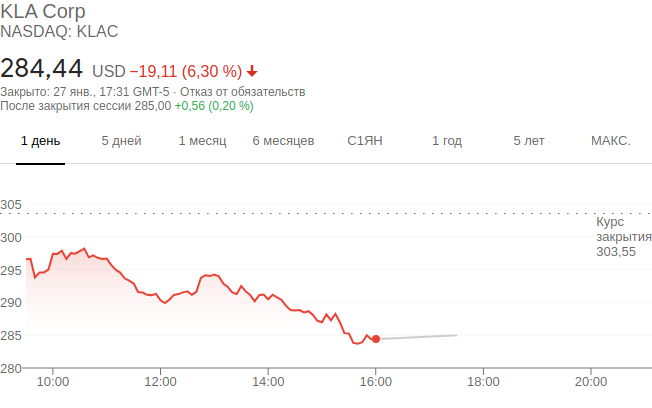 KLA Corp
NASDAQ: KLAC
284,44 USD −19,11 (6,30 %)
Закрыто: 27 янв., 17:31 GMT-5 · Отказ от обязательств
После закрытия сессии 285,00 +0,56 (0,20 %)
1 день 5 дней 1 месяц 6 месяцев С1ЯН 1 год 5 лет МАКС.
305
Курс
закрытия
303,55
300
295
290
285
280
10:00 12:00 14:00 16:00 18:00 20:00